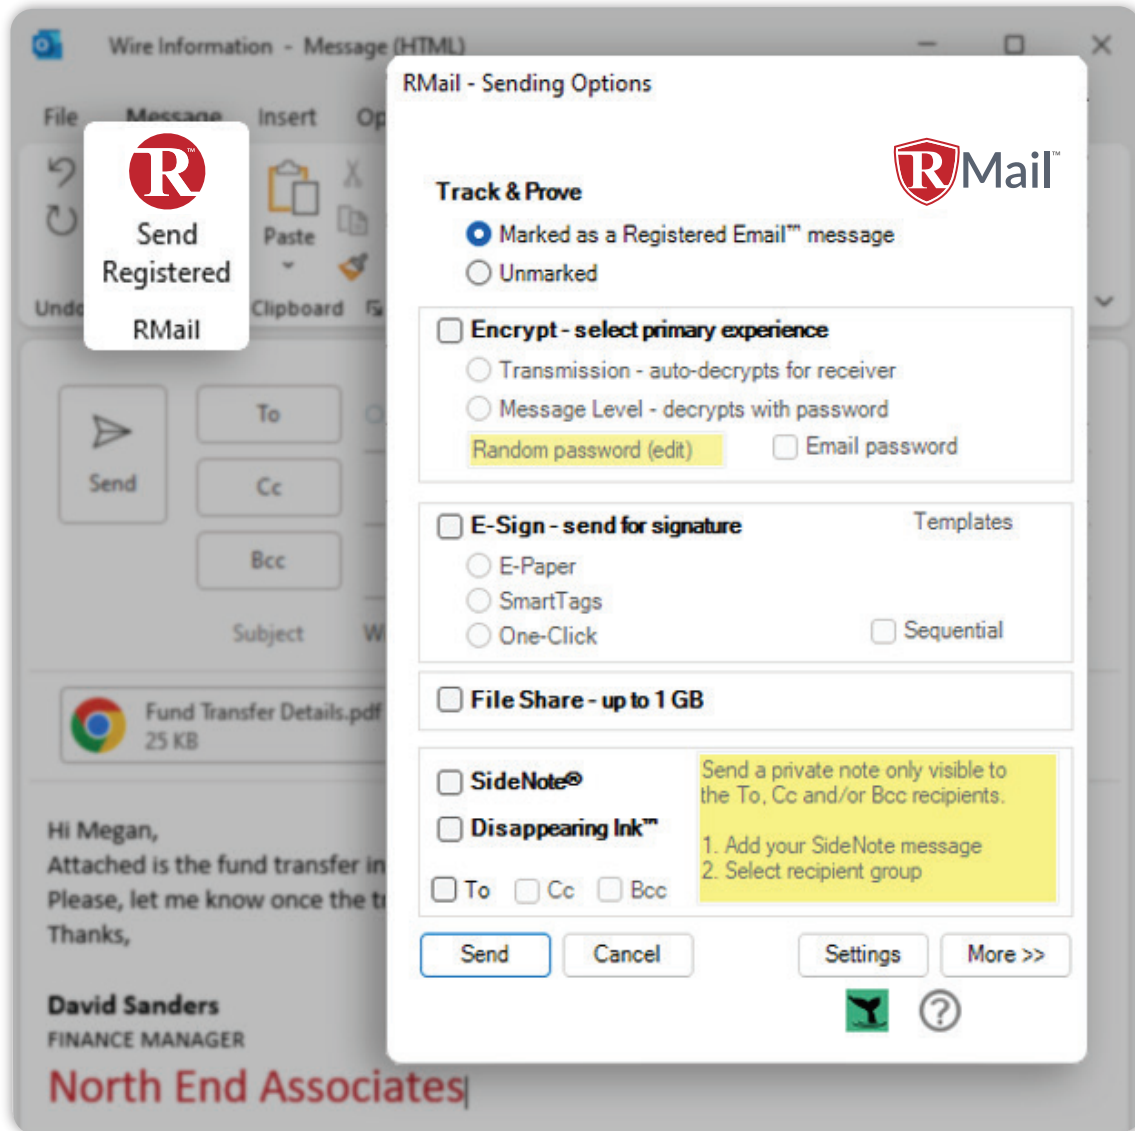 Wire Information - Message (HTML)
RMail - Sending Options
File Message Insert Op
R™
Send
Registered
RMail
Paste
Undo
Clipboard
RMail™
Track & Prove
Marked as a Registered Email™ message
Unmarked
Encrypt - select primary experience
Transmission - auto-decrypts for receiver
Message Level - decrypts with password
Random password (edit)
Email password
Send
To
Cc
Bcc
Subject
E-Sign - send for signature
Templates
E-Paper
SmartTags
One-Click
Sequential
File Share - up to 1 GB
Fund Transfer Details.pdf
25 KB
SideNote®
Disappearing Ink™
To Cc Bcc
Send a private note only visible to
the To, Cc and/or Bcc recipients.
1. Add your SideNote message
2. Select recipient group
Send
Cancel
Settings
More >>
Hi Megan,
Attached is the fund transfer in
Please, let me know once the
Thanks,
David Sanders
FINANCE MANAGER
North End Associates